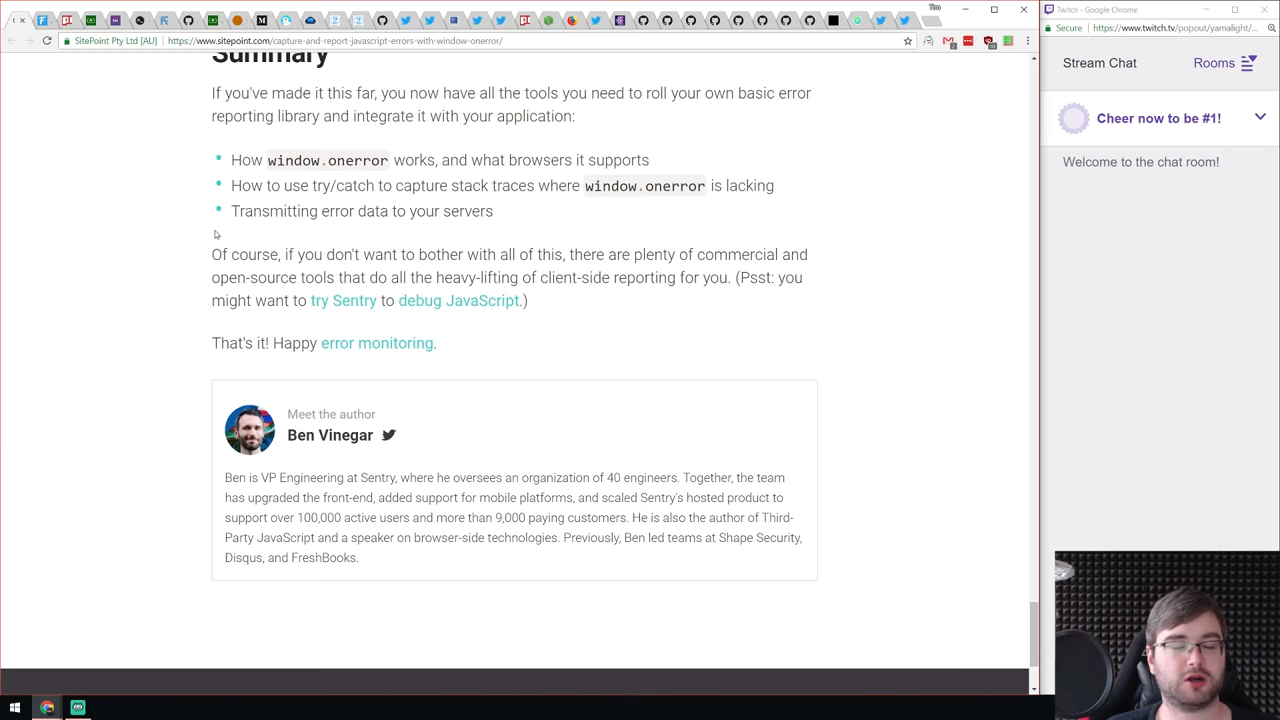 Tim
Twitch - Google Chrome
SitePoint Pty Ltd [AU]
https://www.sitepoint.com/capture-and-report-javascript-errors-with-window-onerror/
Secure
https://www.twitch.tv/popout/yamalight/...
Summary
If you've made it this far, you now have all the tools you need to roll your own basic error
reporting library and integrate it with your application:
How window.onerror works, and what browsers it supports
How to use try/catch to capture stack traces where window.onerror is lacking
Transmitting error data to your servers
Of course, if you don't want to bother with all of this, there are plenty of commercial and
open-source tools that do all the heavy-lifting of client-side reporting for you. (Psst: you
might want to try Sentry to debug JavaScript.)
That's it! Happy error monitoring.
Meet the author
Ben Vinegar
Ben is VP Engineering at Sentry, where he oversees an organization of 40 engineers. Together, the team
has upgraded the front-end, added support for mobile platforms, and scaled Sentry's hosted product to
support over 100,000 active users and more than 9,000 paying customers. He is also the author of Third-
Party JavaScript and a speaker on browser-side technologies. Previously, Ben led teams at Shape Security,
Disqus, and FreshBooks.
Stream Chat
Rooms
Cheer now to be #1!
Welcome to the chat room!